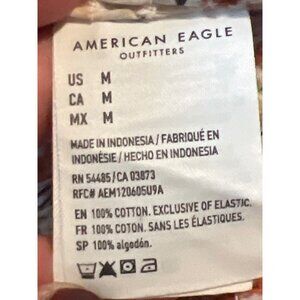 AMERICAN EAGLE
OUTFITTERS
US M
CA M
MX M
MADE IN INDONESIA / FABRIQUÉ EN
INDONÉSIE / HECHO EN INDONESIA
RN 54485/CA 03873
RFC# AEM120605U9A
EN 100% COTTON. EXCLUSIVE OF ELASTIC.
FR 100% COTON. SANS LES ÉLASTIQUES.
SP 100% algodón.